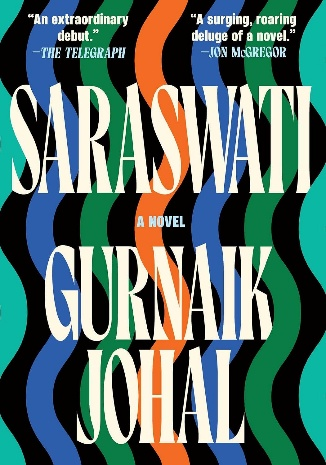 "An extraordinary
debut."
—THE TELEGRAPH
"A surging, roaring
deluge of a novel."
—JON McGREGOR
SARASWATI
A NOVEL
GURNAIK
JOHAL